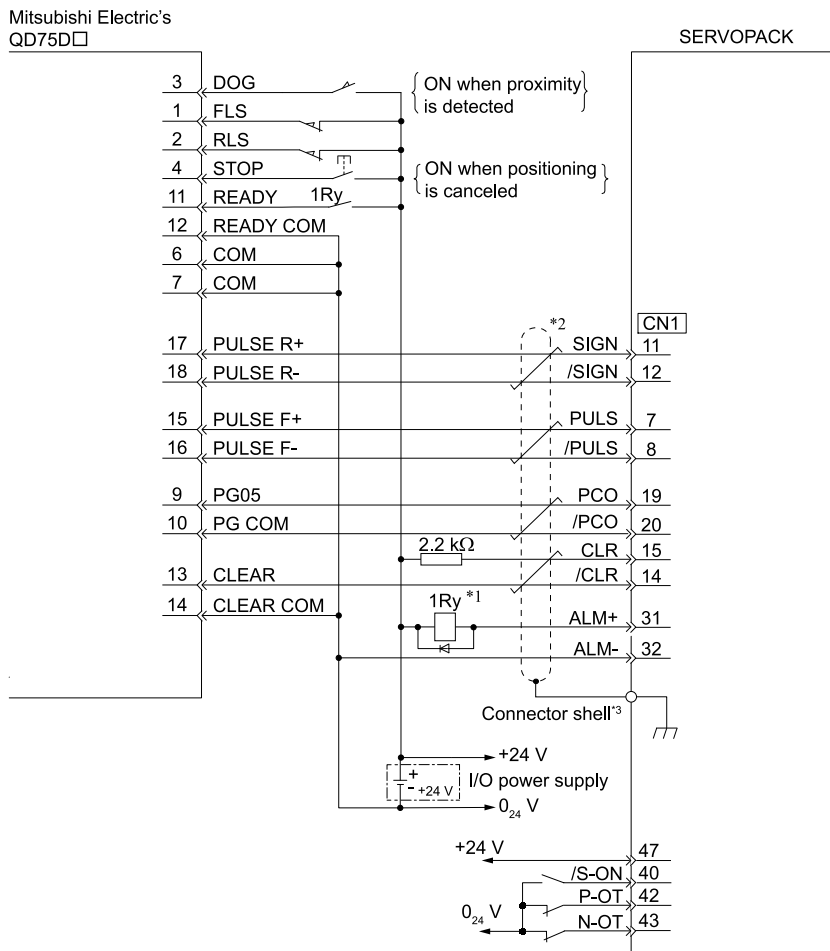 Mitsubishi Electric's
QD75D□
SERVOPACK
3 DOG
ON when proximity
is detected
1 FLS
2 RLS
4 STOP
ON when positioning
is canceled
11 READY 1Ry
12 READY COM
6 COM
7 COM
*2
CN1
17 PULSE R+ SIGN 11
18 PULSE R- /SIGN 12
15 PULSE F+ PULS 7
16 PULSE F- /PULS 8
9 PG05 PCO 19
10 PG COM /PCO 20
2.2 kΩ CLR 15
13 CLEAR /CLR 14
14 CLEAR COM
1Ry *1 ALM+ 31
ALM- 32
Connector shell*3
+24 V
+ I/O power supply
- +24 V
0₂₄ V
+24 V 47
/S-ON 40
P-OT 42
0₂₄ V N-OT 43